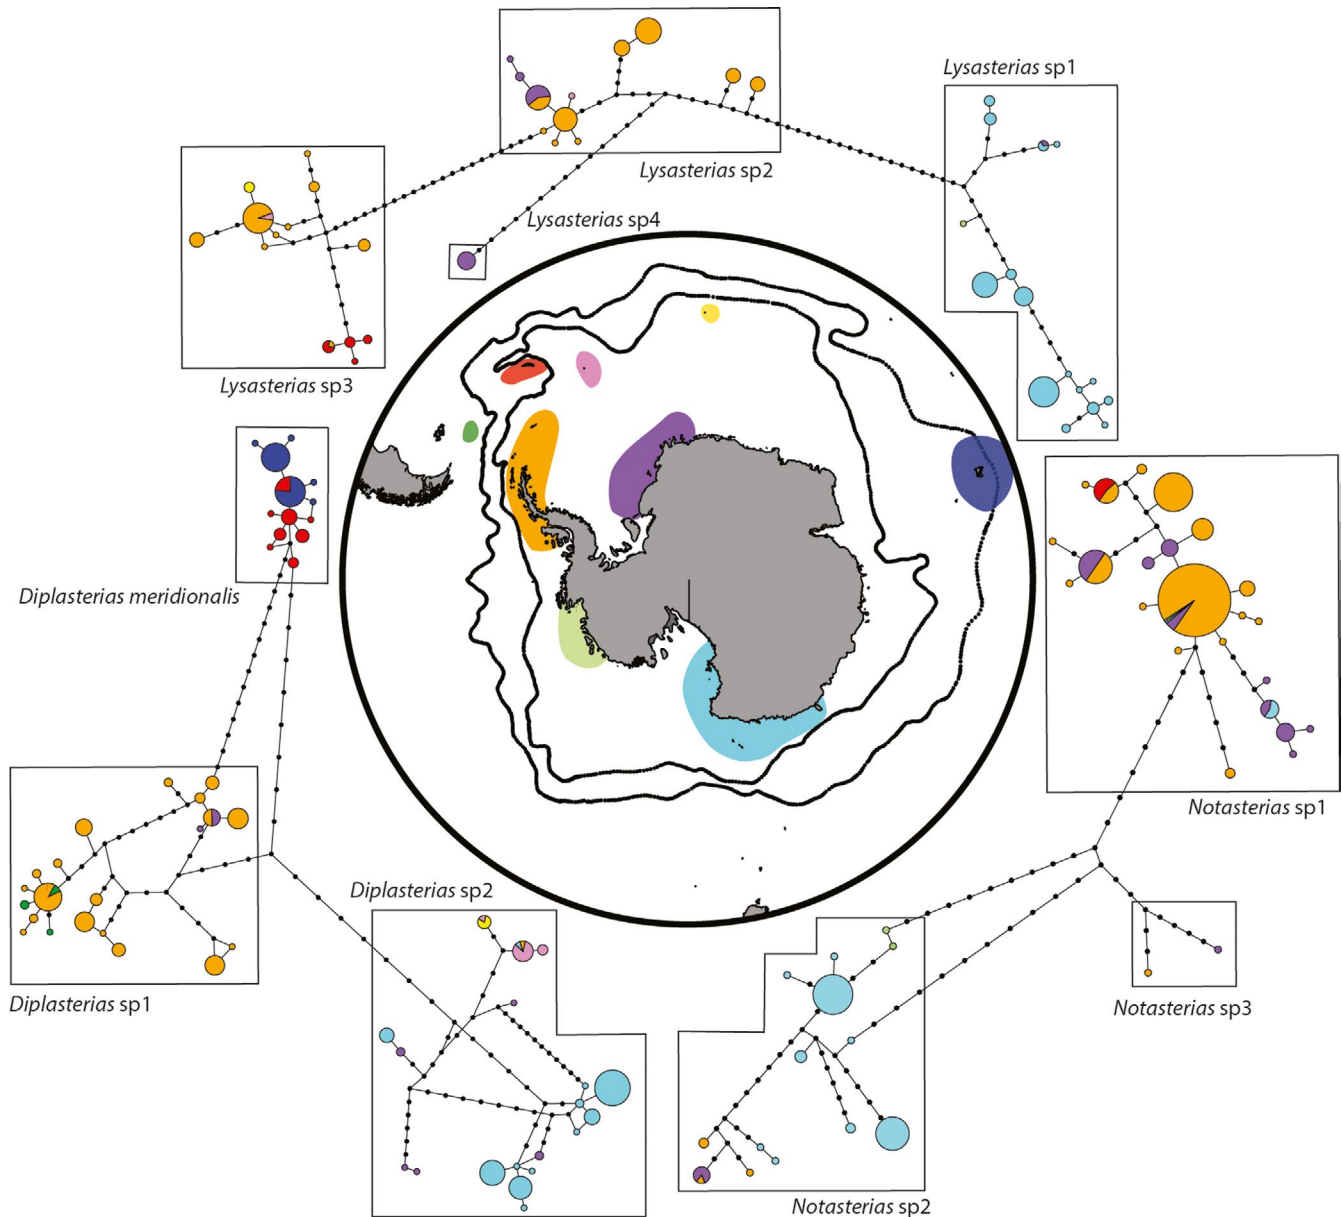 Lysasterias sp1
Lysasterias sp2
Lysasterias sp4
Lysasterias sp3
Diplasterias meridionalis
Notasterias sp1
Diplasterias sp2
Diplasterias sp1
Notasterias sp3
Notasterias sp2